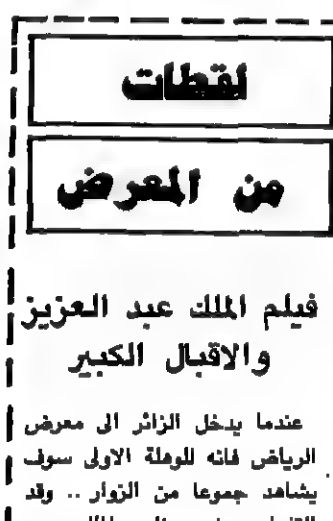 لقطات
من المعرض
فيلم الملك عبد العزيز
والاقبال الكبير
عندما يدخل الزائر الى معرض
الرياض فانه للوهلة الاولى سوف
يشاهد جموعا من الزوار .. وقد